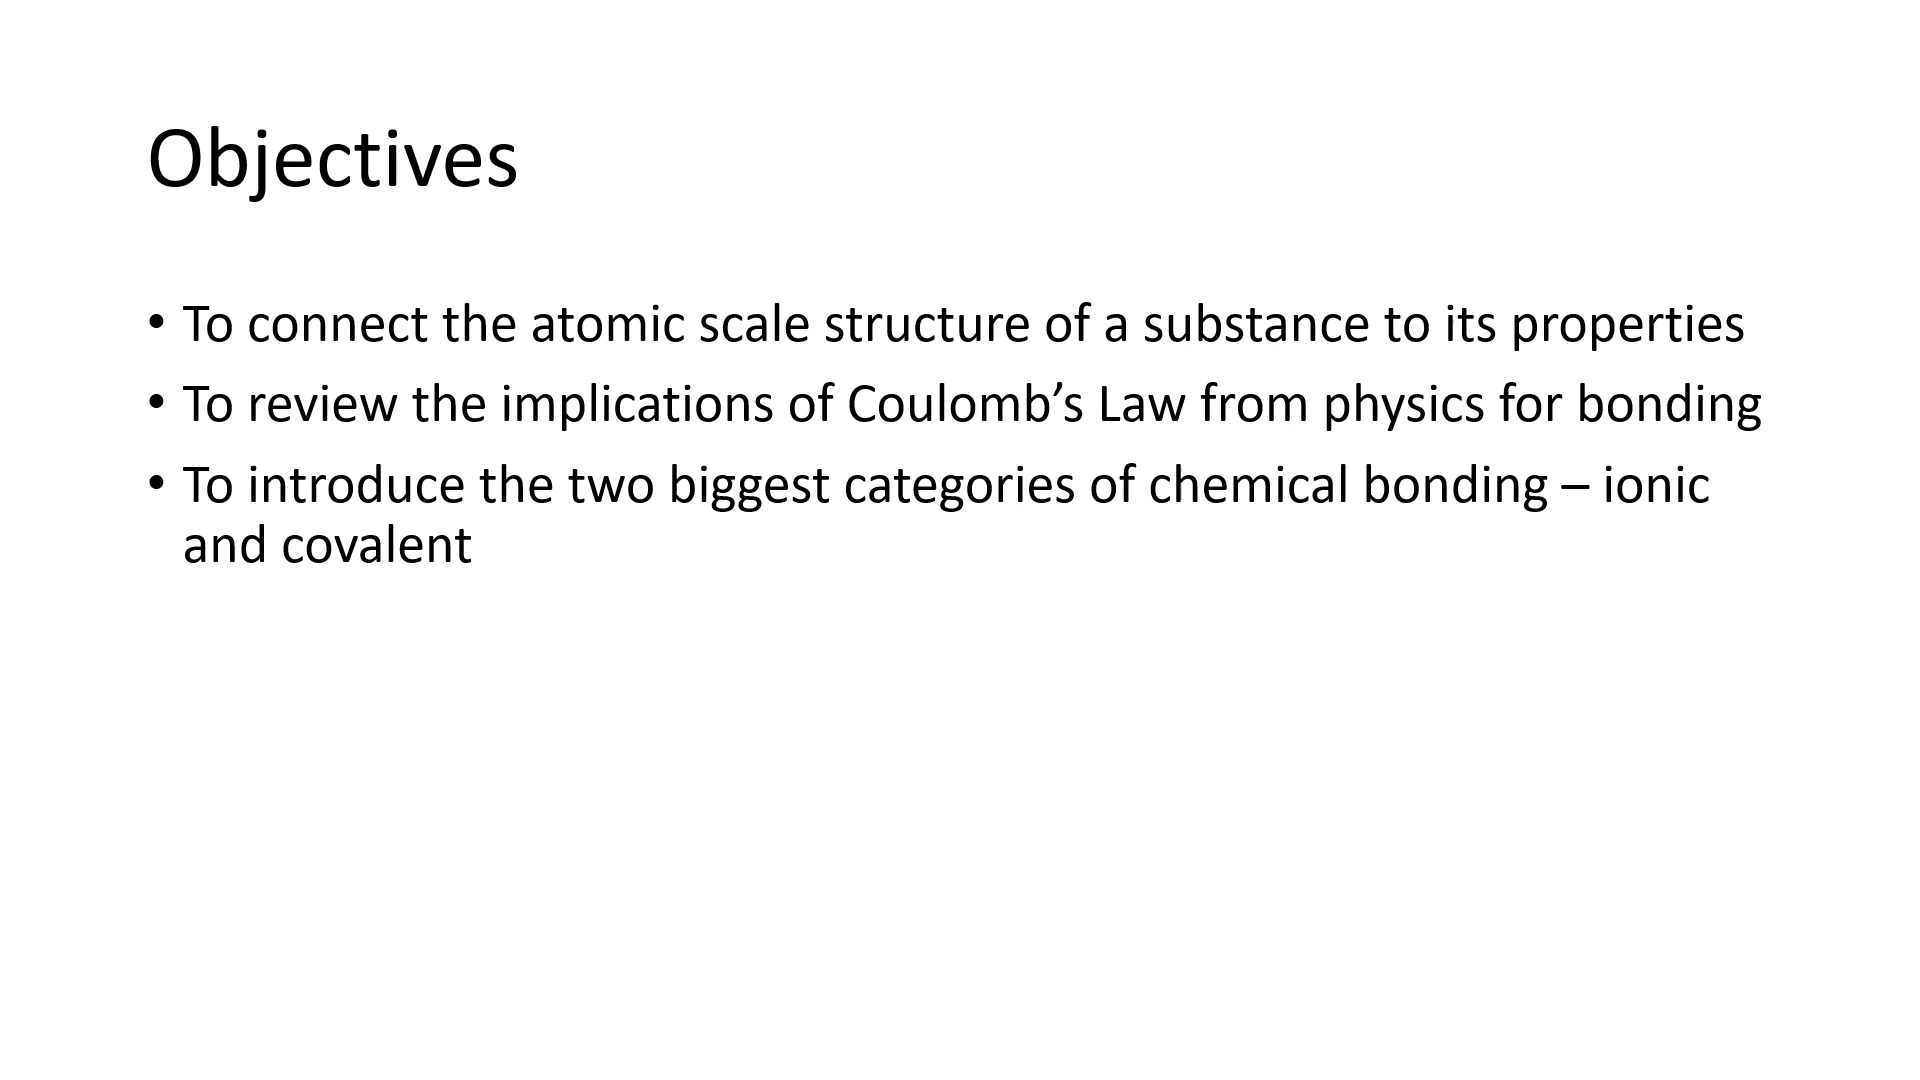 Objectives
• To connect the atomic scale structure of a substance to its properties
• To review the implications of Coulomb’s Law from physics for bonding
• To introduce the two biggest categories of chemical bonding – ionic
and covalent